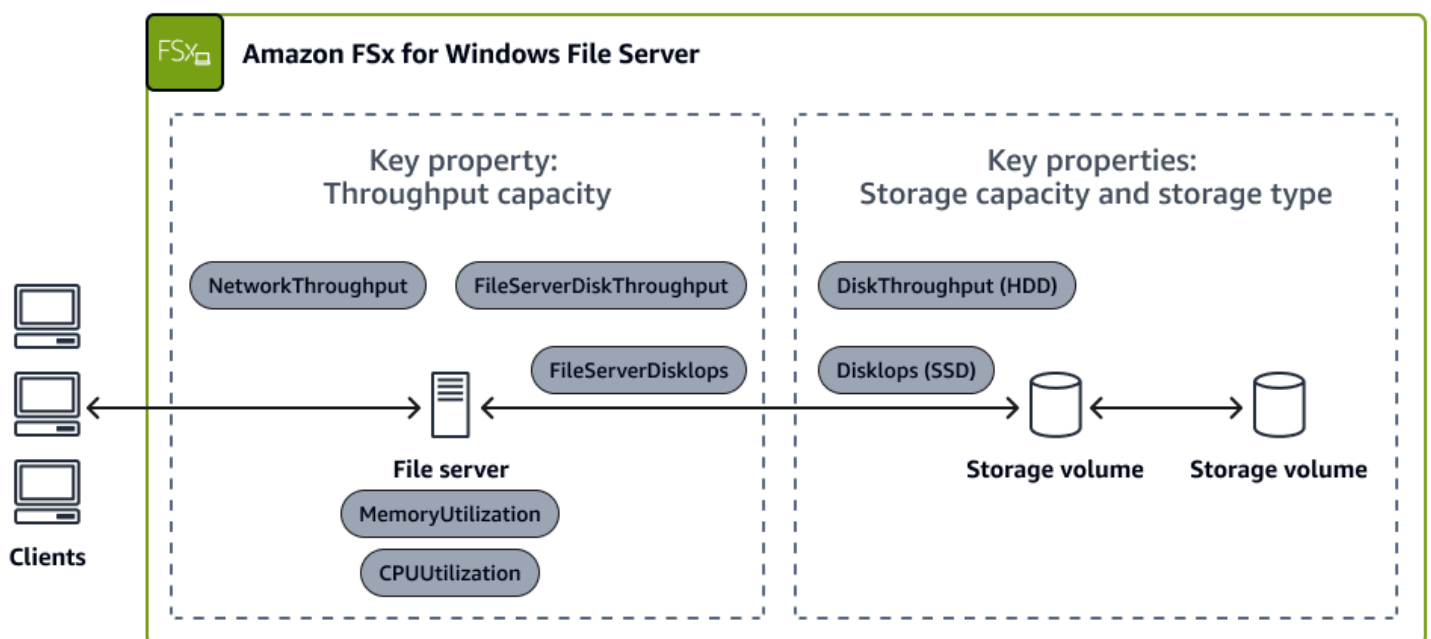 FSx
Amazon FSx for Windows File Server
Key property:
Throughput capacity
Key properties:
Storage capacity and storage type
NetworkThroughput
FileServerDiskThroughput
DiskThroughput (HDD)
FileServerDiskIops
DiskIops (SSD)
File server
Storage volume
Storage volume
MemoryUtilization
CPUUtilization
Clients